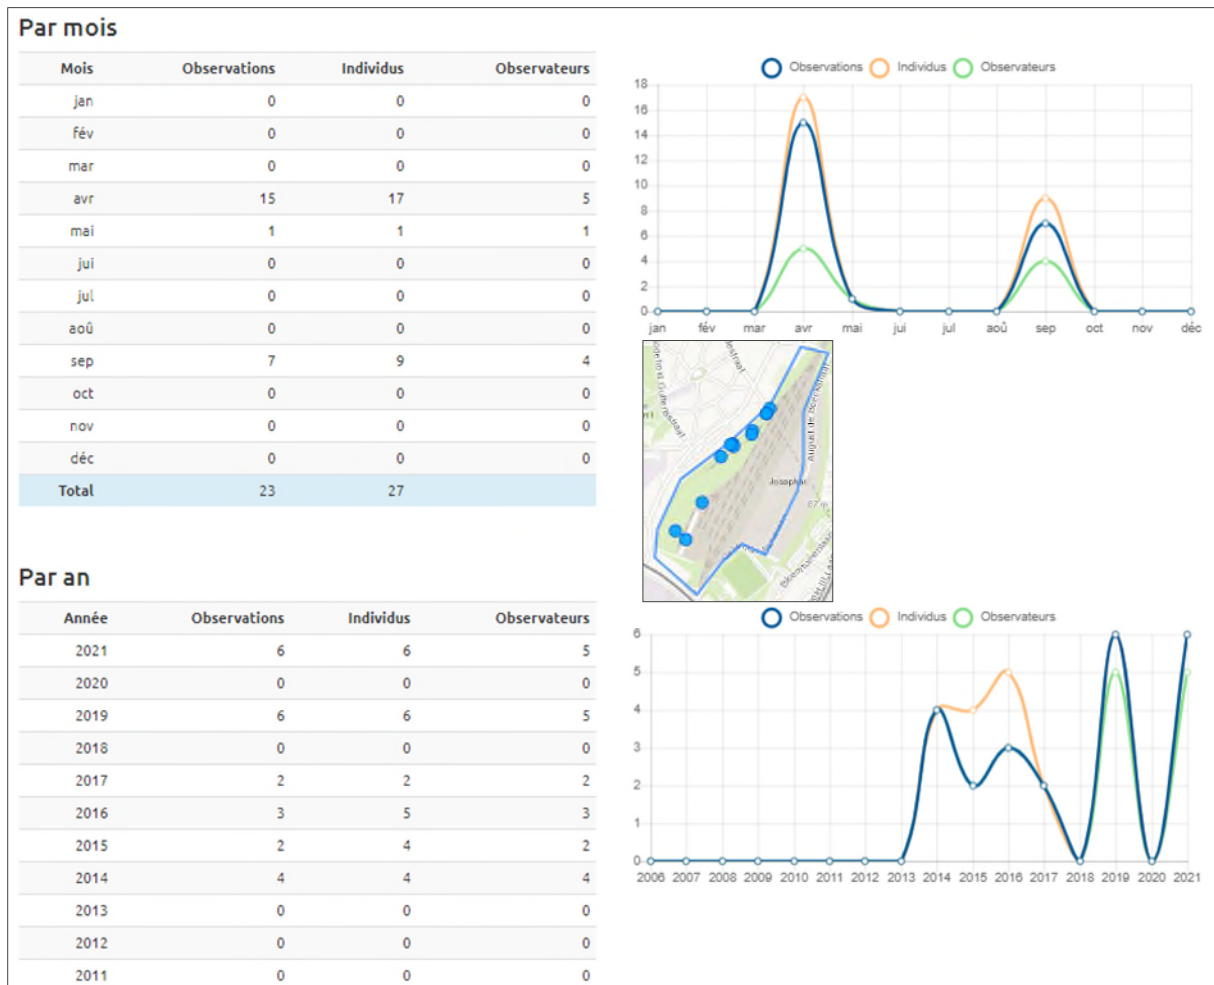 Par mois
Mois Observations Individus Observateurs
jan 0 0 0
fév 0 0 0
mar 0 0 0
avr 15 17 5
mai 1 1 1
jui 0 0 0
jul 0 0 0
aoû 0 0 0
sep 7 9 4
oct 0 0 0
nov 0 0 0
déc 0 0 0
Total 23 27
Observations Individus Observateurs
18
16
14
12
10
8
6
4
2
0
jan fév mar avr mai jui jul aoû sep oct nov déc
Josaphat
67 m
Par an
Année Observations Individus Observateurs
2021 6 6 5
2020 0 0 0
2019 6 6 5
2018 0 0 0
2017 2 2 2
2016 3 5 3
2015 2 4 2
2014 4 4 4
2013 0 0 0
2012 0 0 0
2011 0 0 0
Observations Individus Observateurs
6
5
4
3
2
1
0
2006 2007 2008 2009 2010 2011 2012 2013 2014 2015 2016 2017 2018 2019 2020 2021